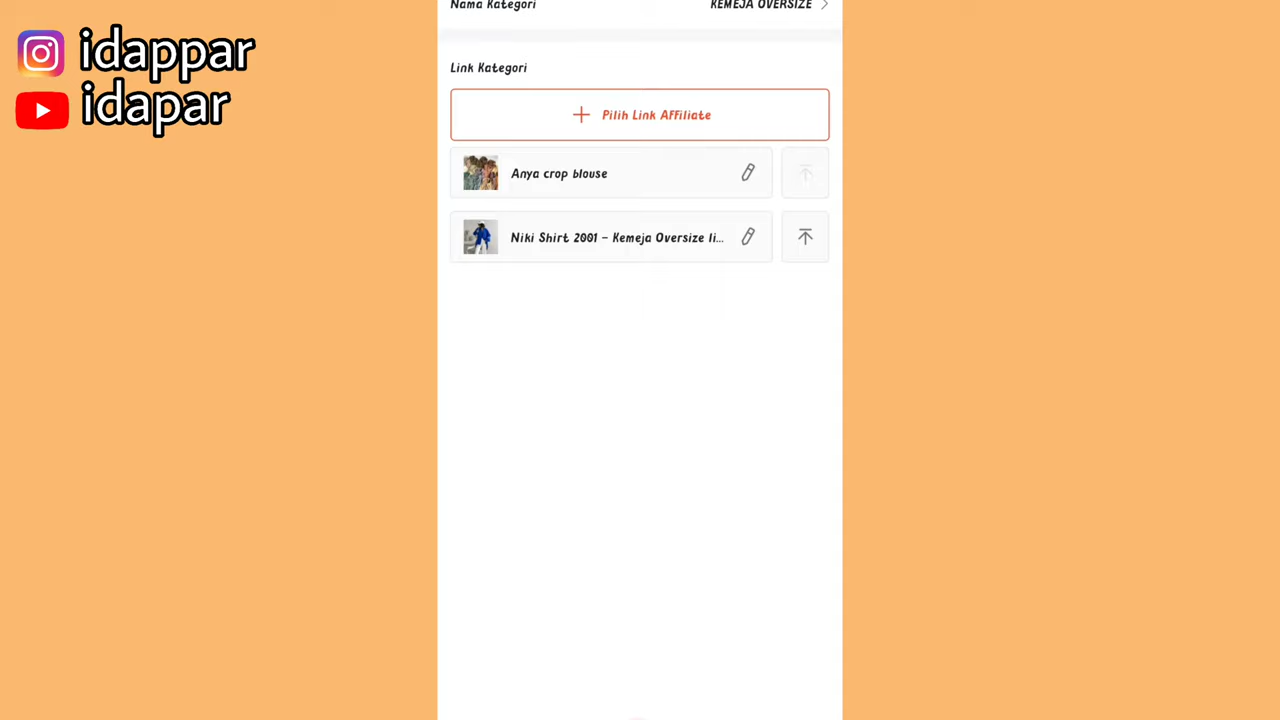 idappar
idapar
Nama Kategori KEMEJA OVERSIZE
Link Kategori
Pilih Link Affiliate
Anya crop blouse
Niki Shirt 2001 - Kemeja Oversize li...